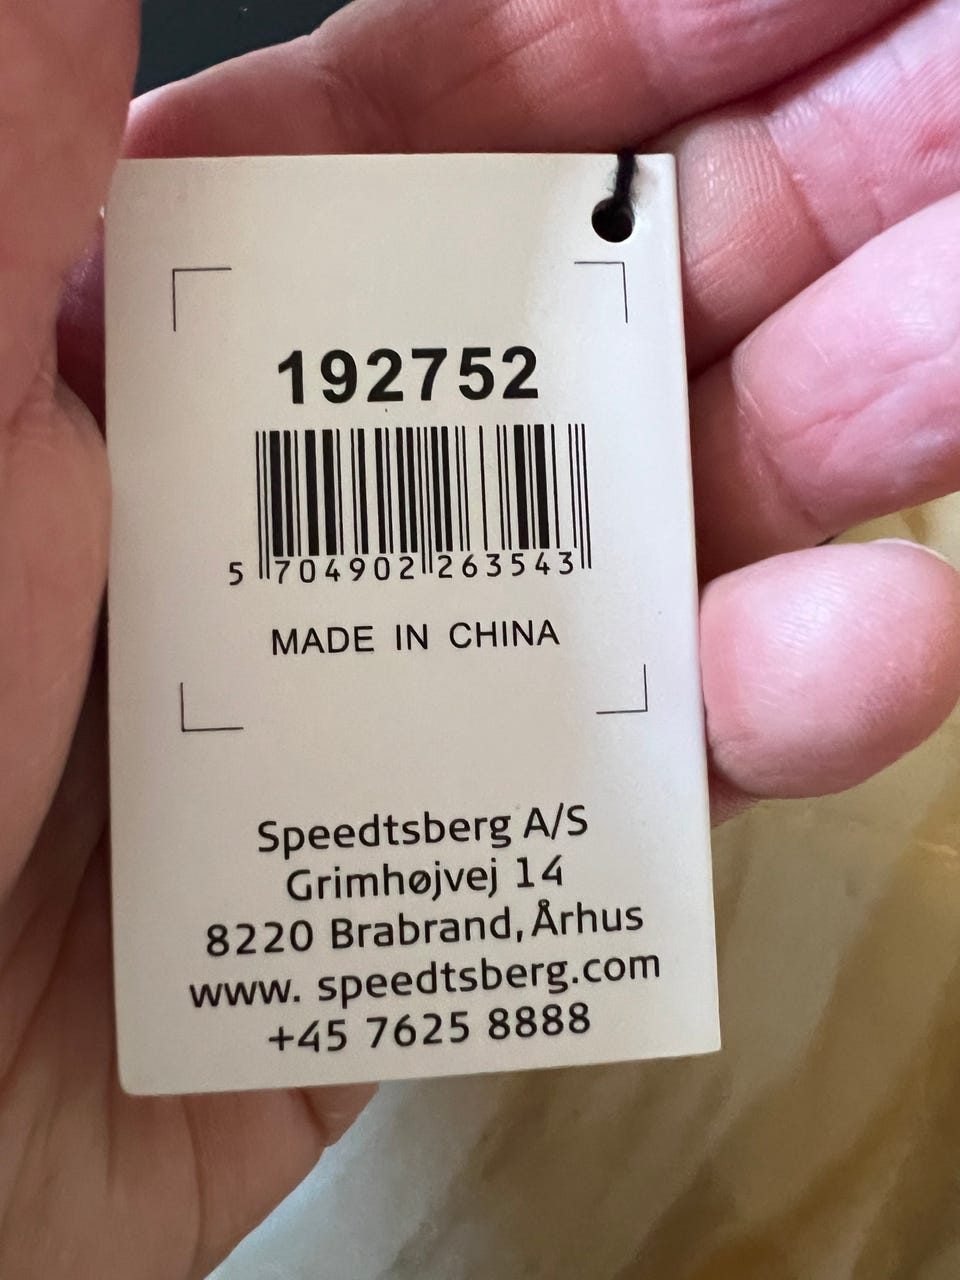 192752
5 704902 263543
MADE IN CHINA
Speedtsberg A/S
Grimhøjvej 14
8220 Brabrand, Århus
www. speedtsberg.com
+45 7625 8888